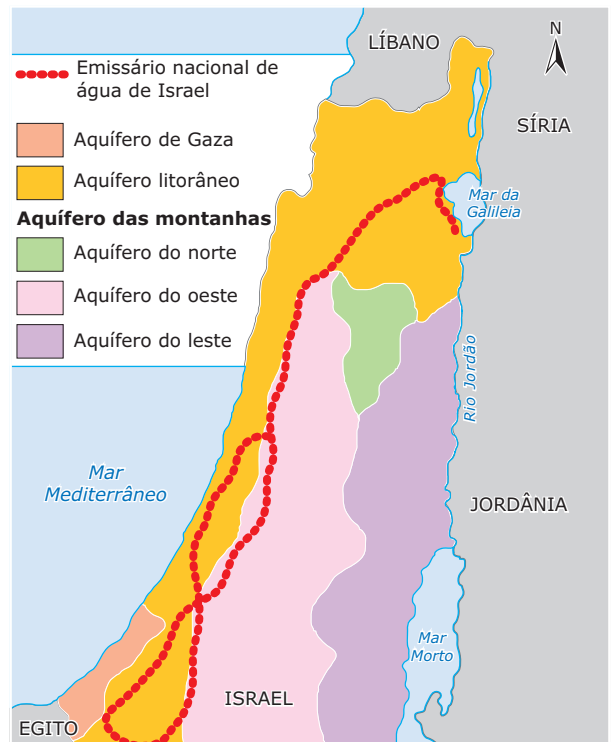 LÍBANO
N
Emissário nacional de
água de Israel
SÍRIA
Aquífero de Gaza
Aquífero litorâneo
Mar da
Galileia
Aquífero das montanhas
Aquífero do norte
Aquífero do oeste
Aquífero do leste
Rio Jordão
Mar
Mediterrâneo
JORDÂNIA
Mar
Morto
ISRAEL
EGITO